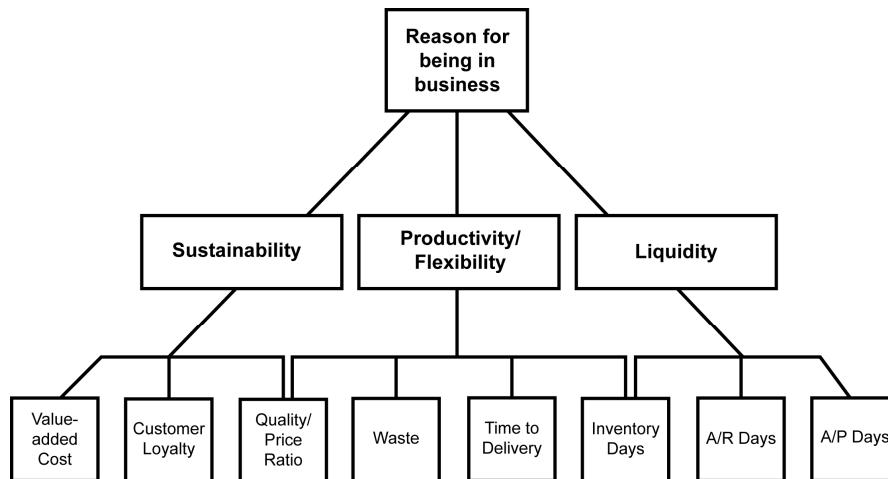 Reason for
being in
business
Sustainability
Productivity/
Flexibility
Liquidity
Value-
added
Cost
Customer
Loyalty
Quality/
Price
Ratio
Waste
Time to
Delivery
Inventory
Days
A/R Days
A/P Days